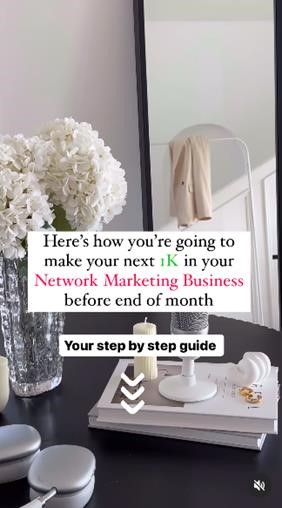 Here's how you're going to
make your next 1K in your
Network Marketing Business
before end of month
Your step by step guide